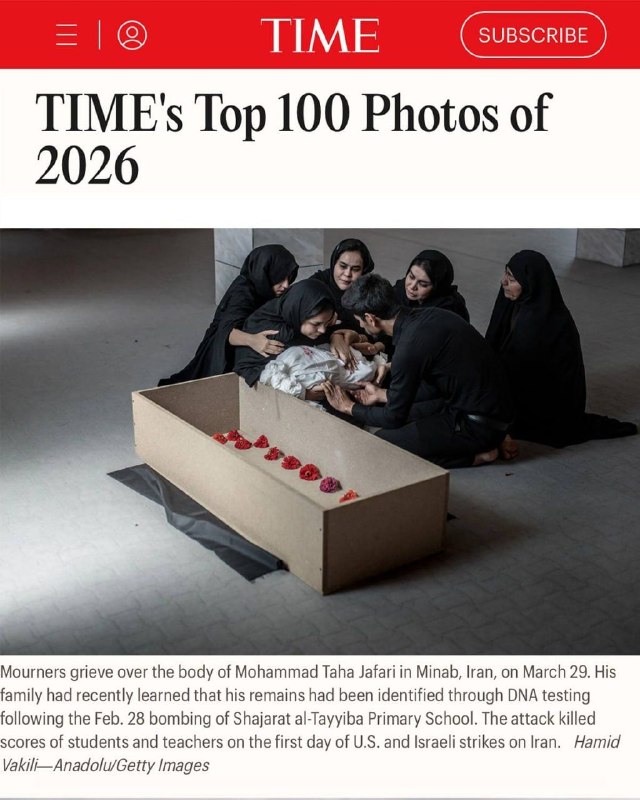 TIME
SUBSCRIBE
TIME's Top 100 Photos of
2026
Mourners grieve over the body of Mohammad Taha Jafari in Minab, Iran, on March 29. His
family had recently learned that his remains had been identified through DNA testing
following the Feb. 28 bombing of Shajarat al-Tayyiba Primary School. The attack killed
scores of students and teachers on the first day of U.S. and Israeli strikes on Iran. Hamid
Vakili—Anadolu/Getty Images